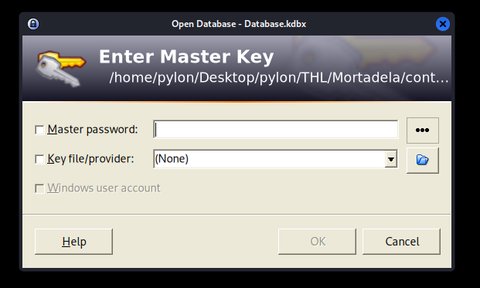 Open Database - Database.kdbx
Enter Master Key
/home/pylon/Desktop/pylon/THL/Mortadela/cont...
Master password:
Key file/provider: (None)
Windows user account
Help OK Cancel